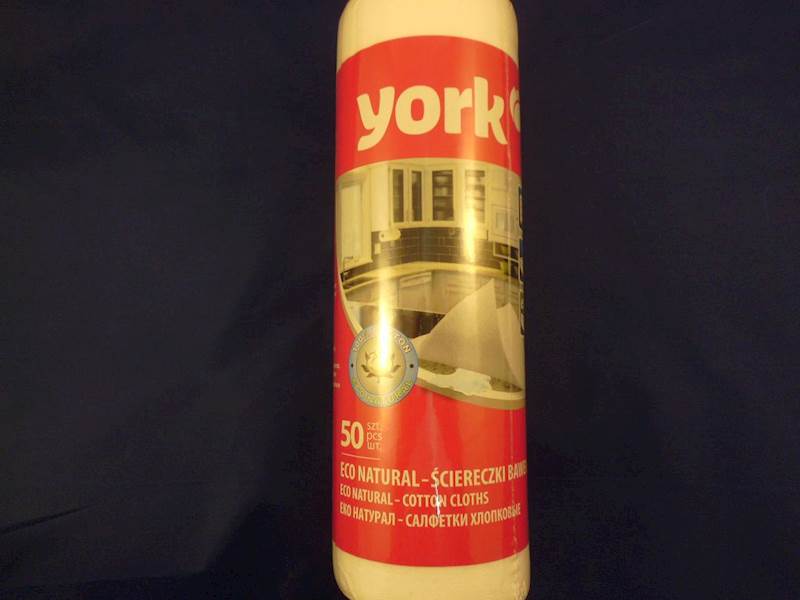 york
50
szt.
pcs
шт.
ECO NATURAL – ŚCIERECZKI BAWE
ECO NATURAL – COTTON CLOTHS
ЕКО НАТУРАЛ – САЛФЕТКИ ХЛОПКОВЫЕ